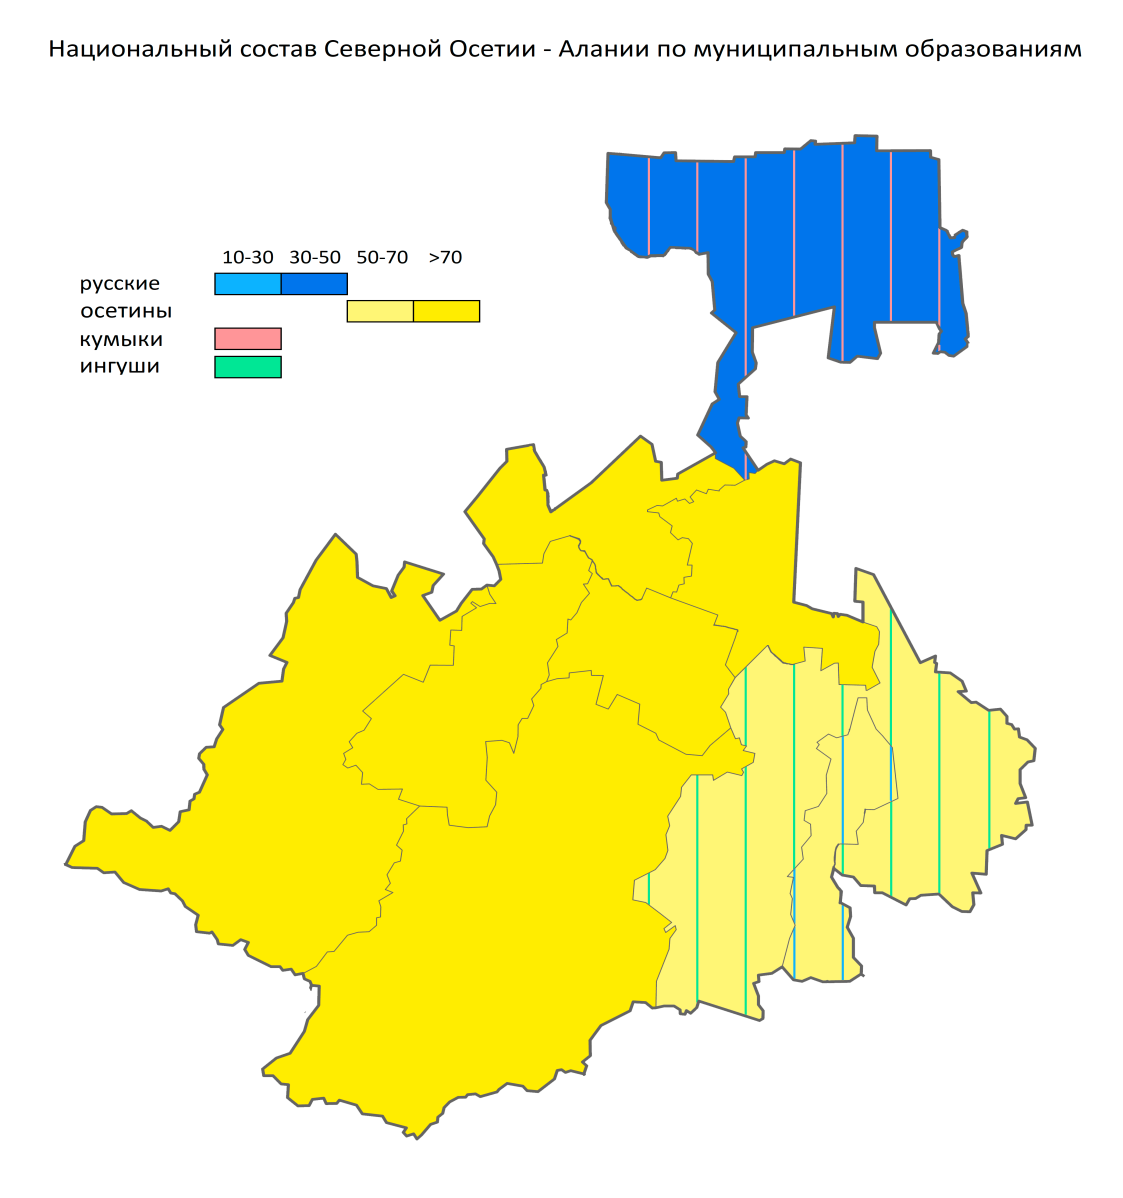 Национальный состав Северной Осетии - Алании по муниципальным образованиям
10-30 30-50 50-70 >70
русские
осетины
кумыки
ингуши